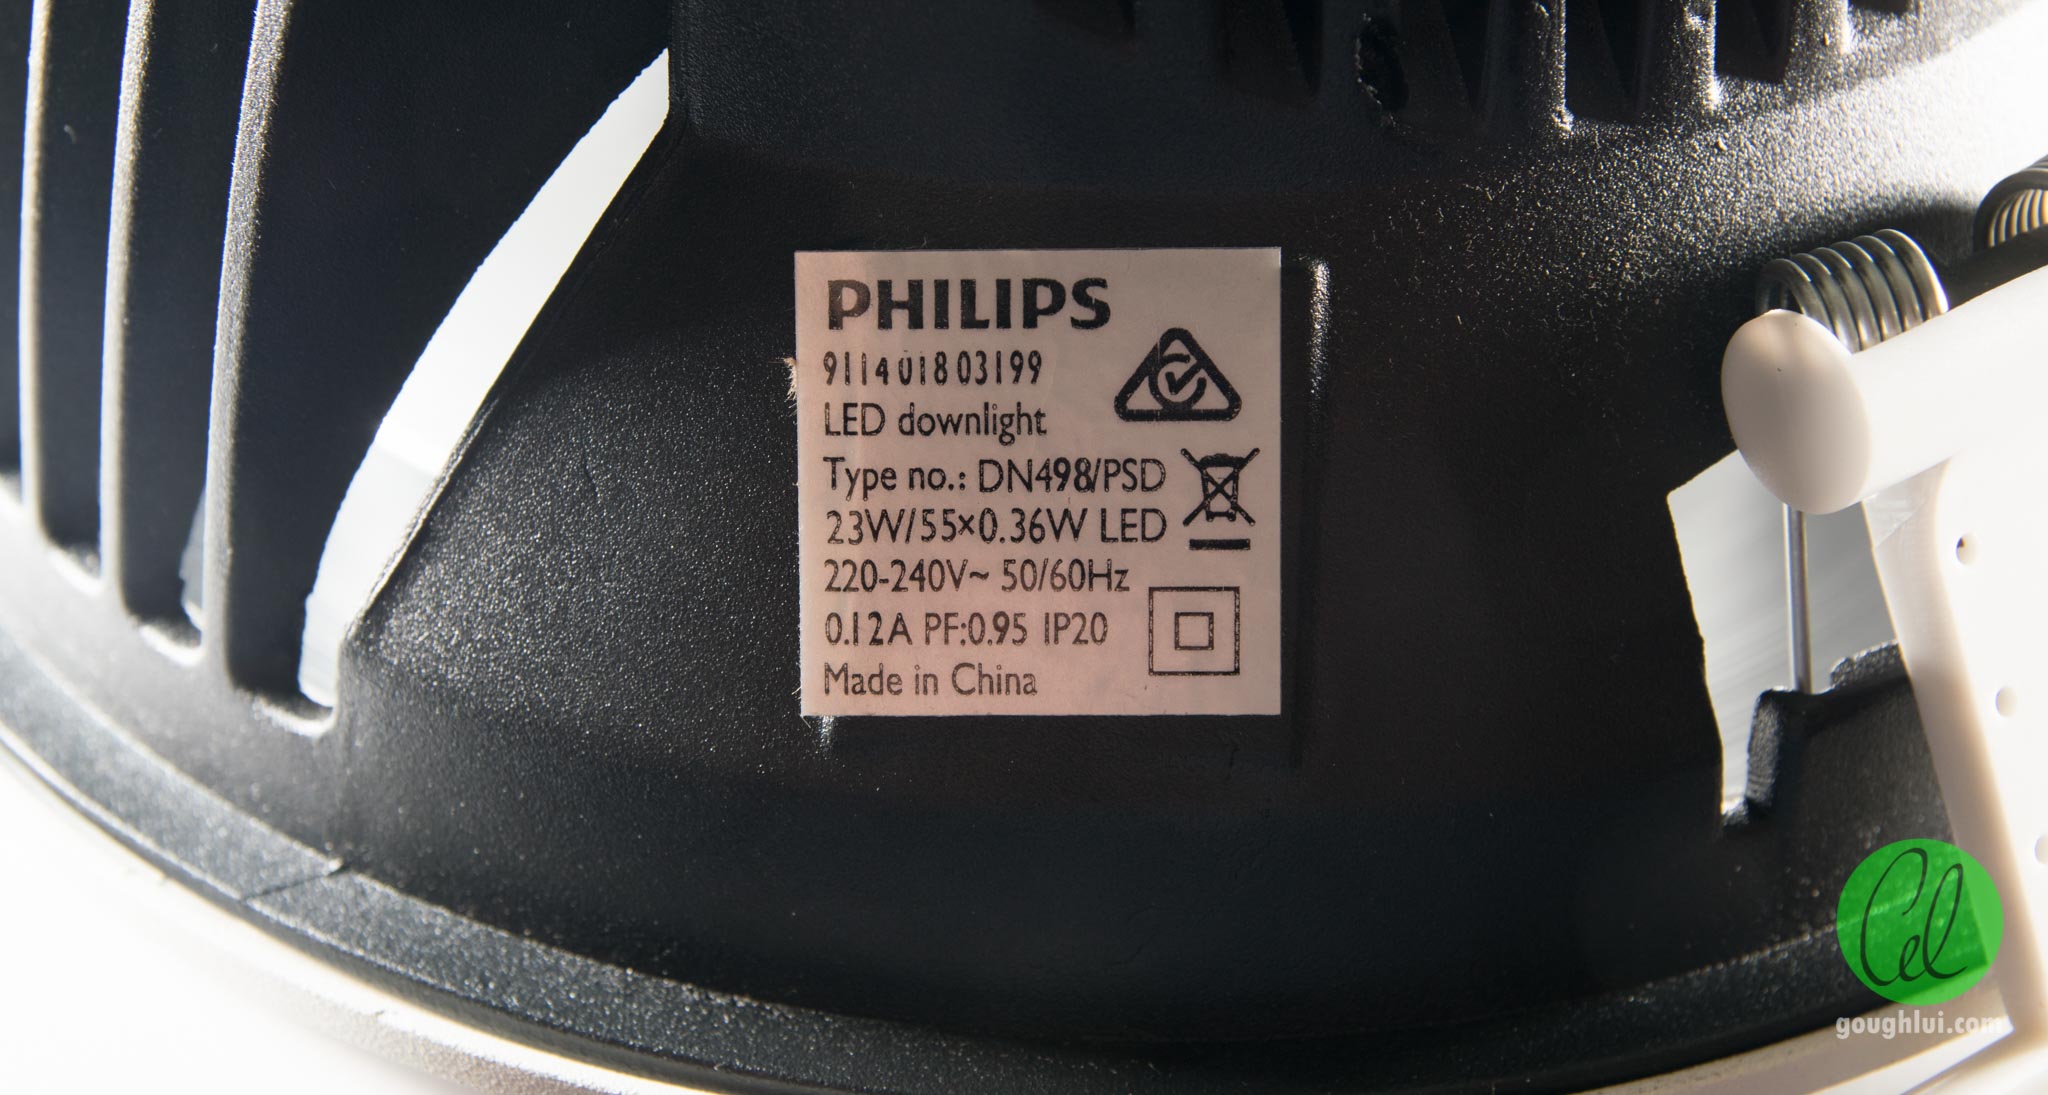 PHILIPS
911401803199
LED downlight
Type no.: DN498/PSD
23W/55×0.36W LED
220-240V~ 50/60Hz
0.12A PF:0.95 IP20
Made in China
Cel
goughlui.com